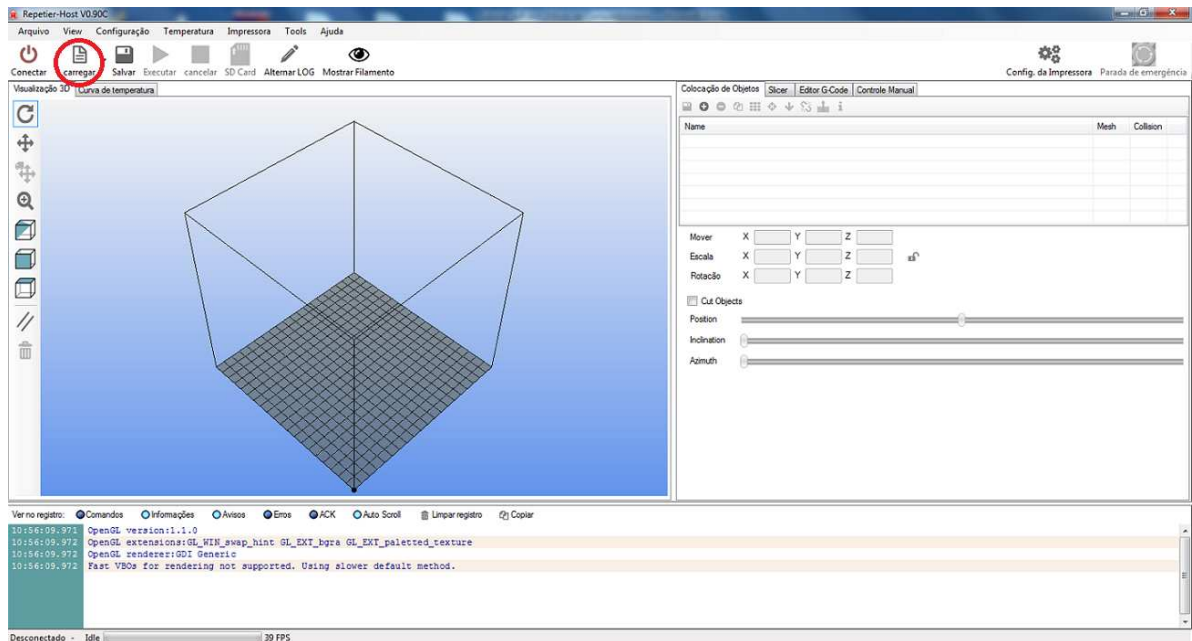 Repetier-Host V0.90C
Arquivo View Configuração Temperatura Impressora Tools Ajuda
Conectar carregar Salvar Executar cancelar SD Card Alternar LOG Mostrar Filamento Config. da Impressora Parada de emergência
Visualização 3D Curva de temperatura
Colocação de Objetos Slicer Editor G-Code Controle Manual
Name Mesh Collision
Mover X Y Z
Escala X Y Z
Rotacão X Y Z
Cut Objects
Position
Inclination
Azimuth
Ver no registro: Comandos Informações Avisos Erros ACK Auto Scroll Limpar registro Copiar
10:56:09.971 OpenGL version:1.1.0
10:56:09.972 OpenGL extensions:GL_WIN_swap_hint GL_EXT_bgra GL_EXT_paletted_texture
10:56:09.972 OpenGL renderer:GDI Generic
10:56:09.972 Fast VBOs for rendering not supported. Using slower default method.
Desconectado - Idle 39 FPS